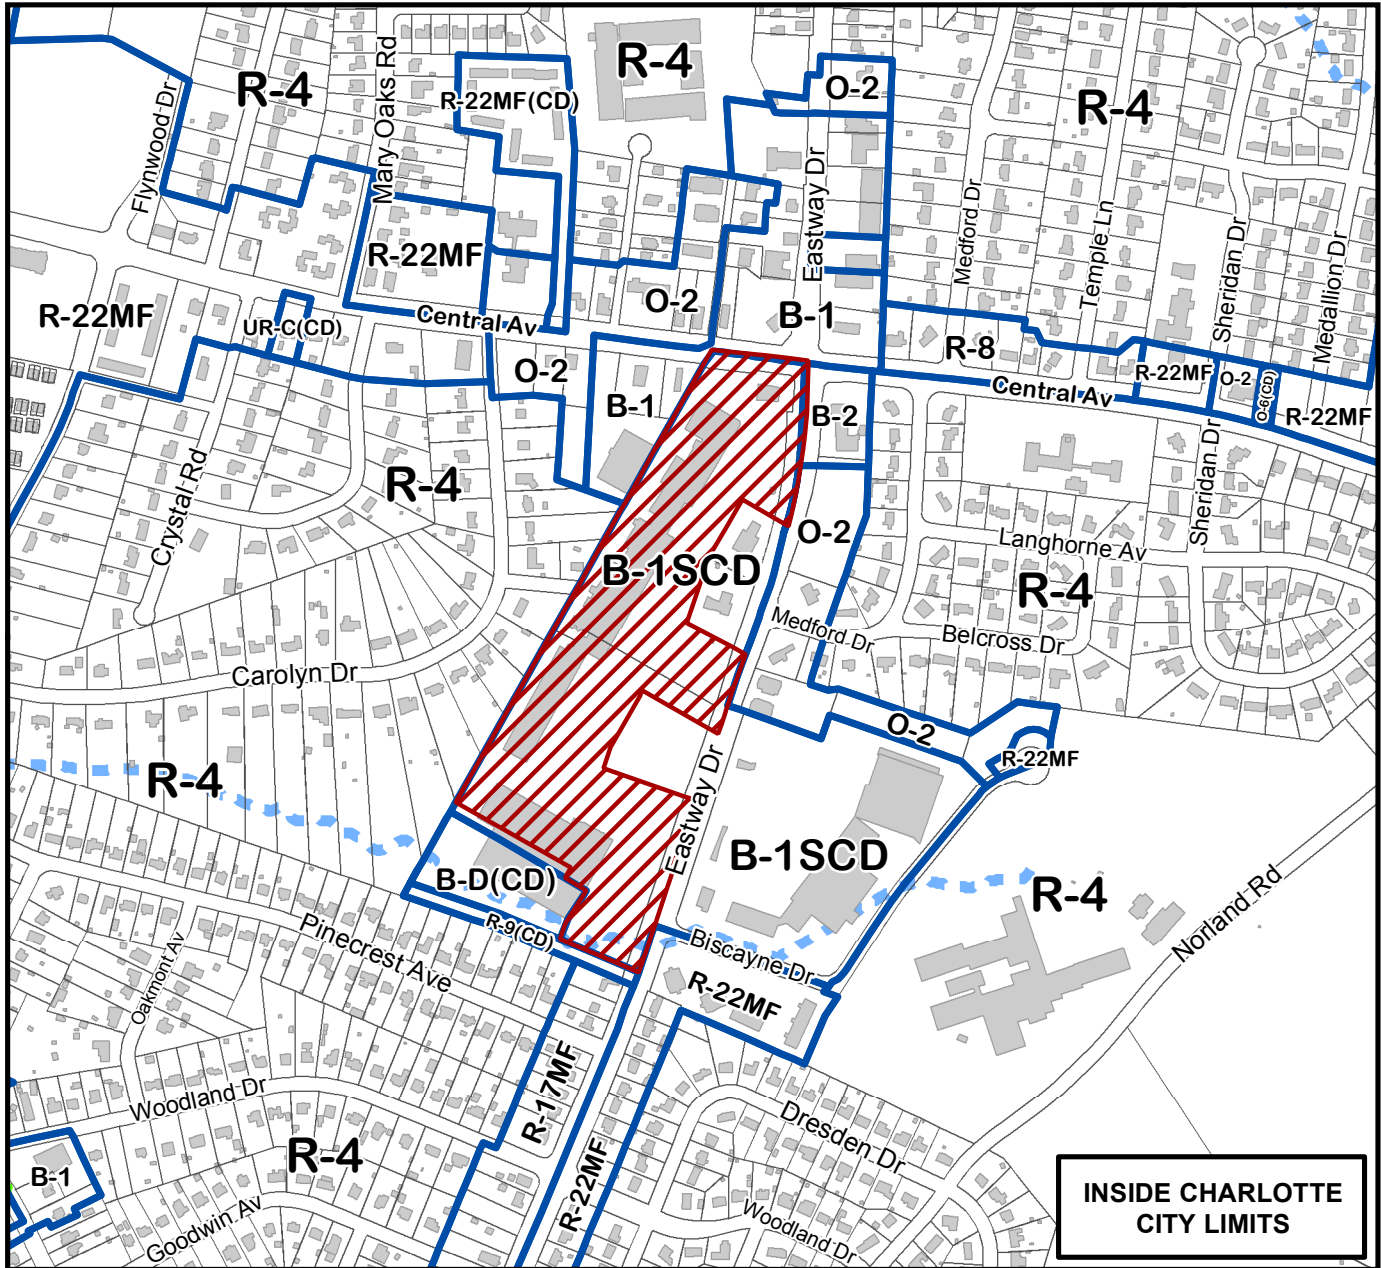 R-4
R-4
R-4
R-22MF(CD)
O-2
Mary Oaks Rd
Flynwood Dr
Eastway Dr
Medford Dr
Temple Ln
Sheridan Dr
Medallion Dr
R-22MF
R-22MF
UR-C(CD)
Central Av
O-2
B-1
R-8
O-2
B-1
B-2
Central Av
R-22MF
O-2
O-6(CD)
R-22MF
Crystal Rd
R-4
O-2
Sheridan Dr
Langhorne Av
B-1SCD
R-4
Medford Dr
Belcross Dr
Carolyn Dr
O-2
R-22MF
R-4
Eastway Dr
B-1SCD
B-D(CD)
R-4
Norland Rd
R-9(CD)
Pinecrest Ave
Biscayne Dr
R-22MF
Oakmont Av
R-17MF
Woodland Dr
Dresden Dr
R-4
B-1
R-22MF
Goodwin Av
Woodland Dr
INSIDE CHARLOTTE
CITY LIMITS